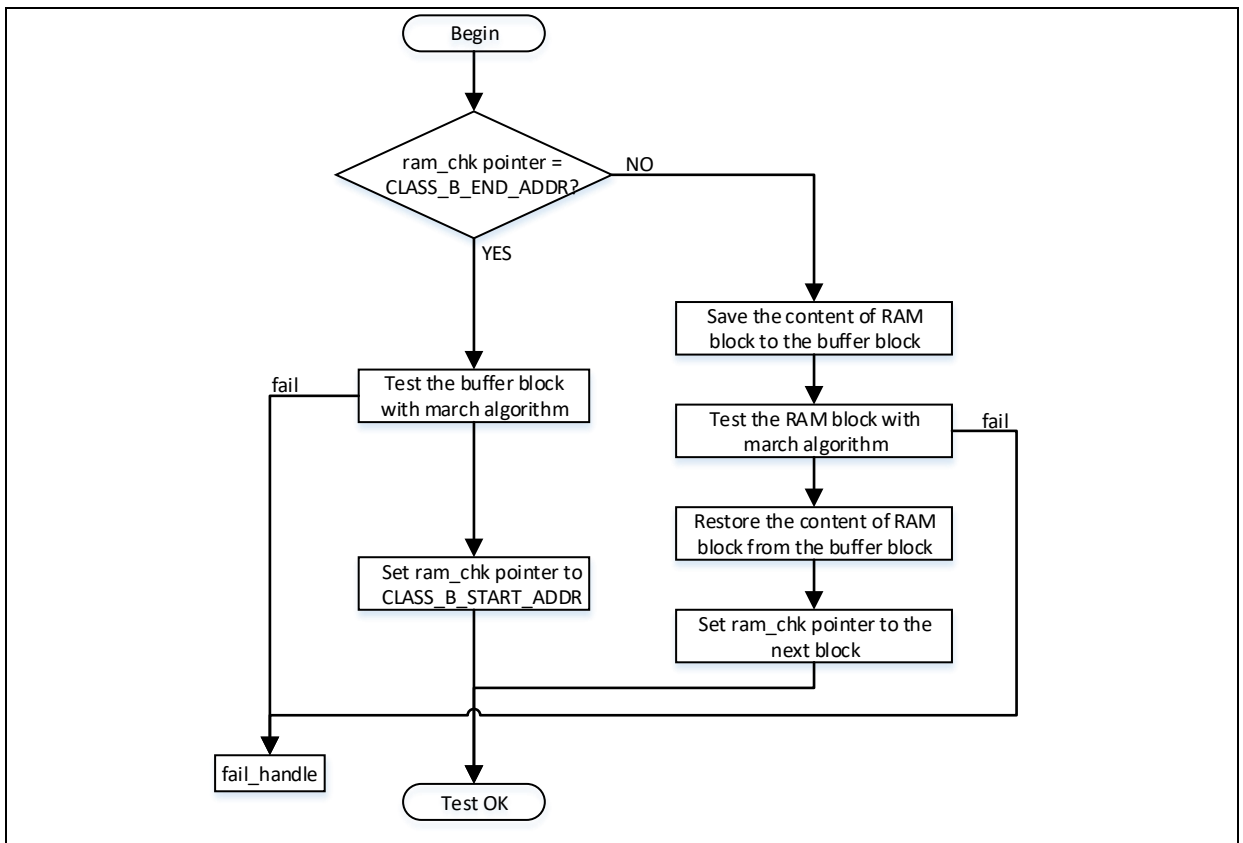 Begin
ram_chk pointer =
CLASS_B_END_ADDR?
NO
YES
Save the content of RAM
block to the buffer block
fail
Test the buffer block
with march algorithm
Test the RAM block with
march algorithm
fail
Restore the content of RAM
block from the buffer block
Set ram_chk pointer to
CLASS_B_START_ADDR
Set ram_chk pointer to the
next block
fail_handle
Test OK